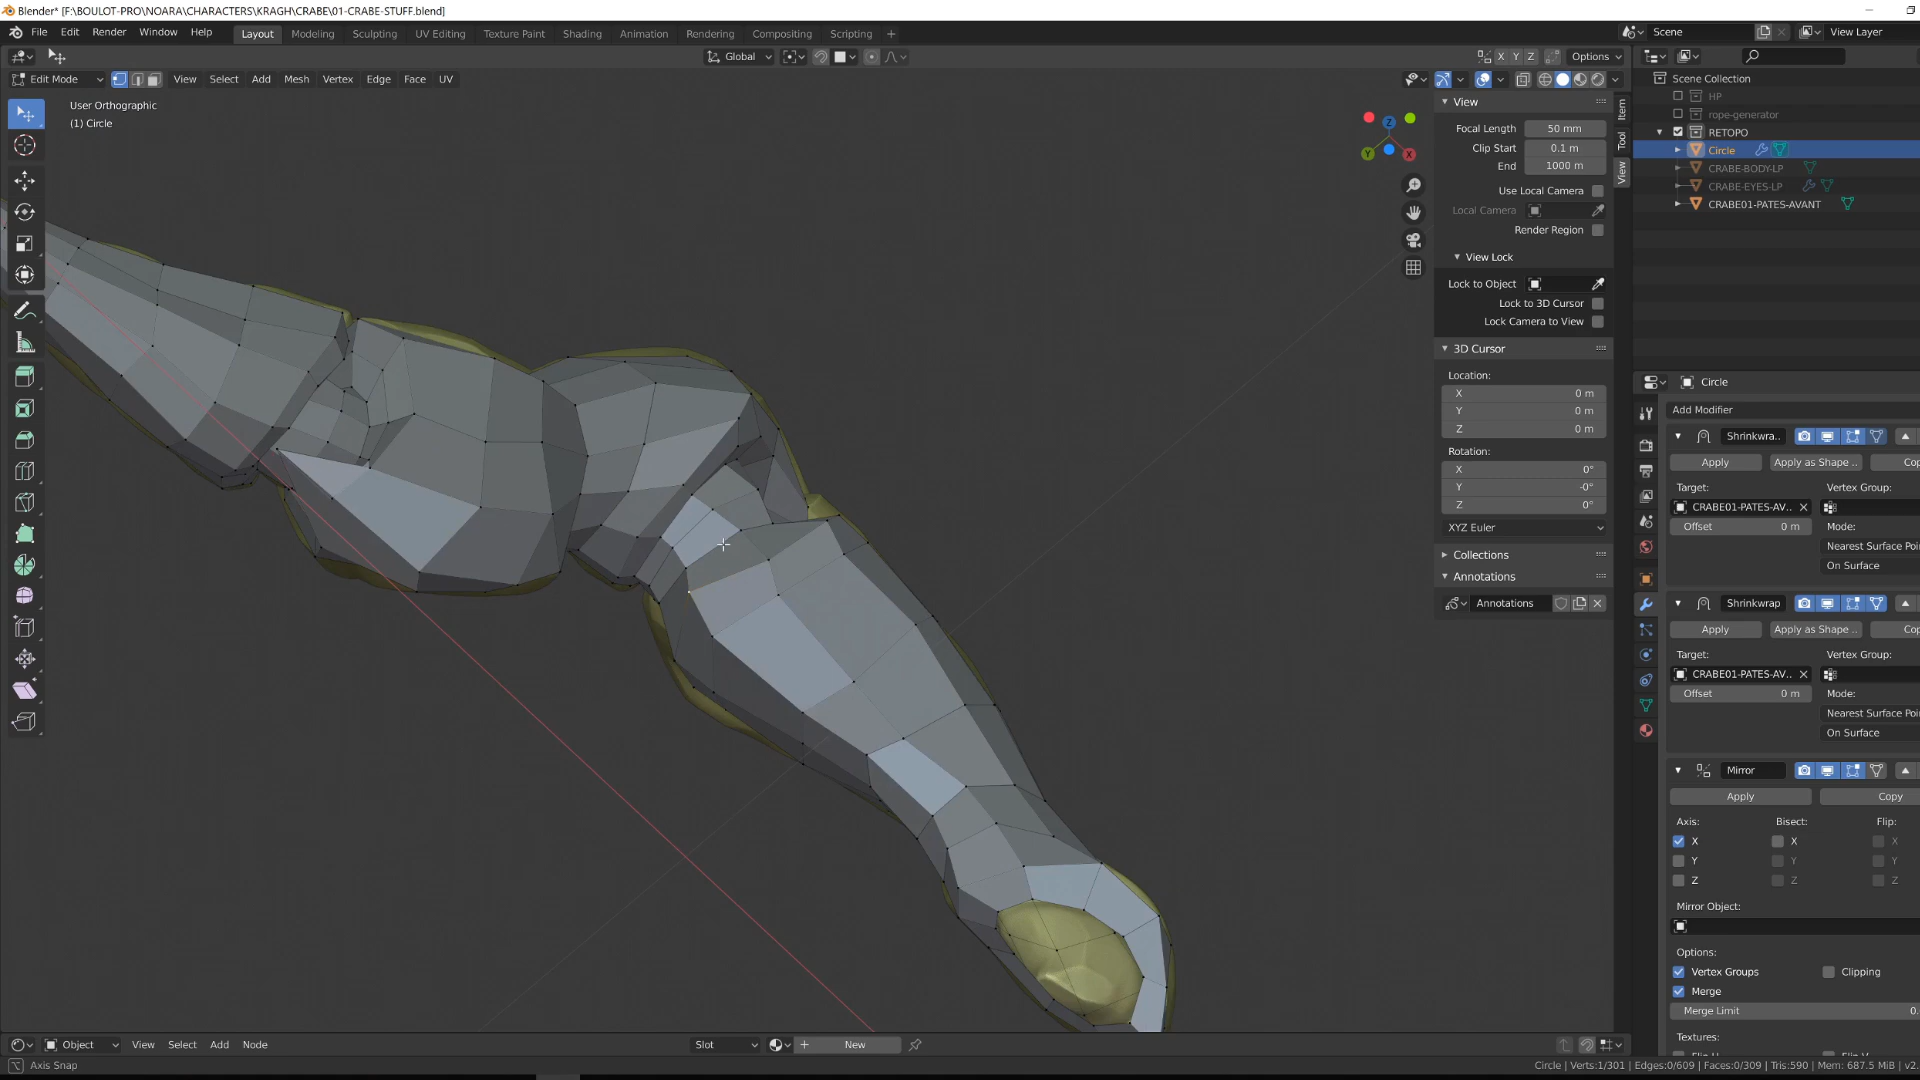 Blender* [F:\BOULOT-PRO\NOARA\CHARACTERS\KRAGH\CRABE\01-CRABE-STUFF.blend]
File Edit Render Window Help Layout Modeling Sculpting UV Editing Texture Paint Shading Animation Rendering Compositing Scripting + Scene View Layer
Global X Y Z Options
Edit Mode View Select Add Mesh Vertex Edge Face UV
User Orthographic
(1) Circle
Z Y X
View
Focal Length 50 mm
Clip Start 0.1 m
End 1000 m
Use Local Camera
Local Camera
Render Region
View Lock
Lock to Object
Lock to 3D Cursor
Lock Camera to View
3D Cursor
Location:
X 0 m
Y 0 m
Z 0 m
Rotation:
X 0°
Y -0°
Z 0°
XYZ Euler
Collections
Annotations
Annotations
Item
Tool
View
Scene Collection
HP
rope-generator
RETOPO
Circle
CRABE-BODY-LP
CRABE-EYES-LP
CRABE01-PATES-AVANT
Circle
Add Modifier
Shrinkwra..
Apply Apply as Shape .. Cop
Target: Vertex Group:
CRABE01-PATES-AV..
Offset 0 m Mode:
Nearest Surface Poi
On Surface
Shrinkwrap
Apply Apply as Shape .. Cop
Target: Vertex Group:
CRABE01-PATES-AV..
Offset 0 m Mode:
Nearest Surface Poi
On Surface
Mirror
Apply Copy
Axis: Bisect: Flip:
X X X
Y Y Y
Z Z Z
Mirror Object:
Options:
Vertex Groups Clipping
Merge
Merge Limit 0.
Textures:
Object View Select Add Node Slot + New
Axis Snap
Circle | Verts:1/301 | Edges:0/609 | Faces:0/309 | Tris:590 | Mem: 687.5 MiB | v2.